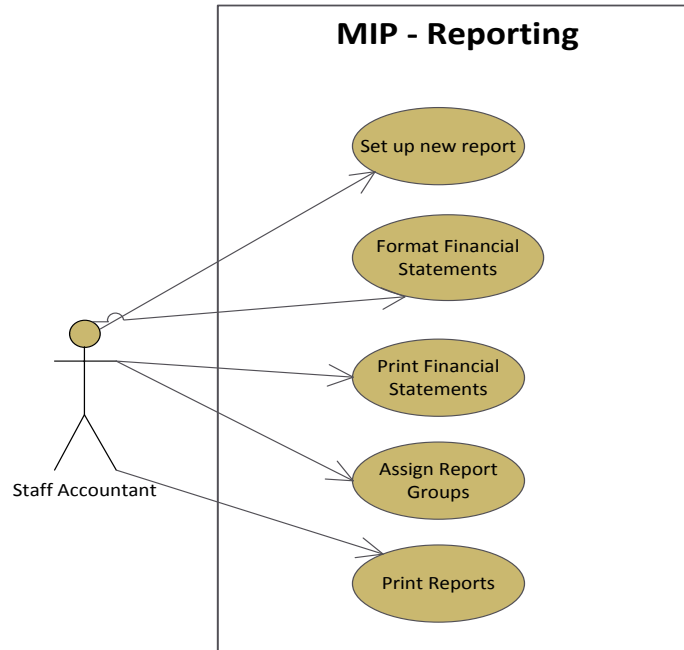 MIP - Reporting
Set up new report
Format Financial
Statements
Print Financial
Statements
Assign Report
Groups
Staff Accountant
Print Reports